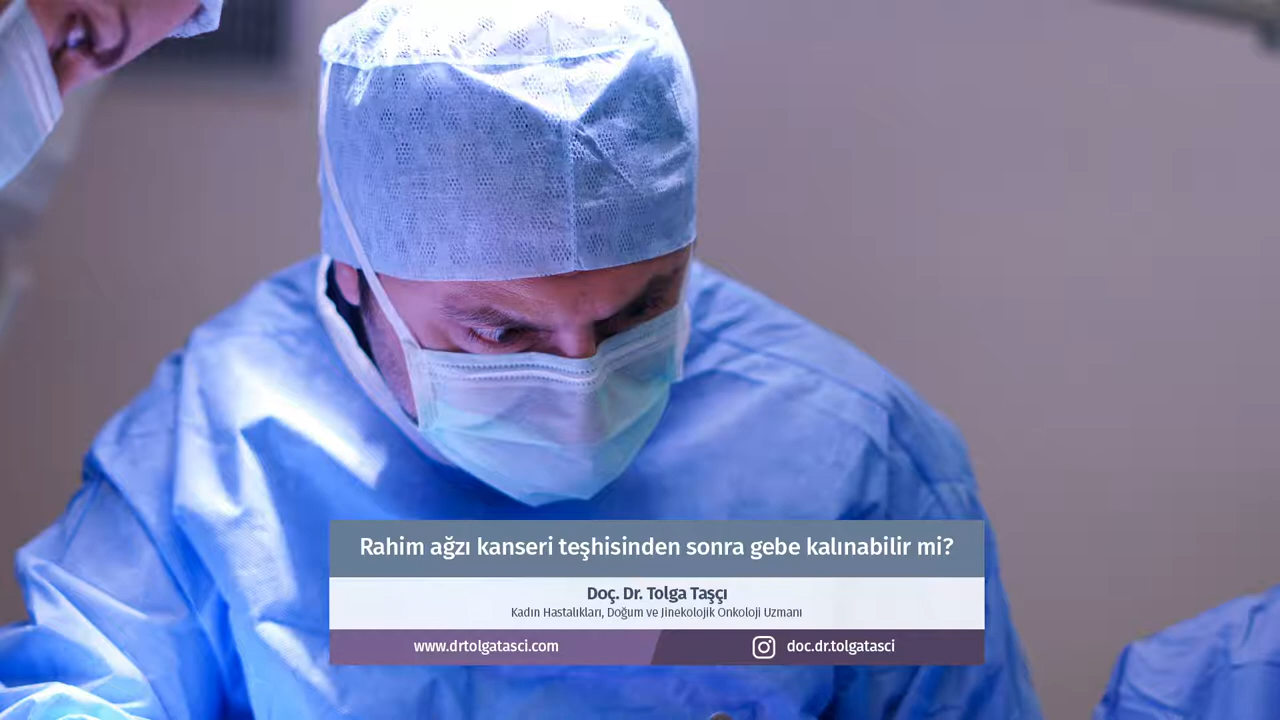 Rahim ağzı kanseri teşhisinden sonra gebe kalınabilir mi?
Doç. Dr. Tolga Taşçı
Kadın Hastalıkları, Doğum ve Jinekolojik Onkoloji Uzmanı
www.drtolgatasci.com
doc.dr.tolgatasci